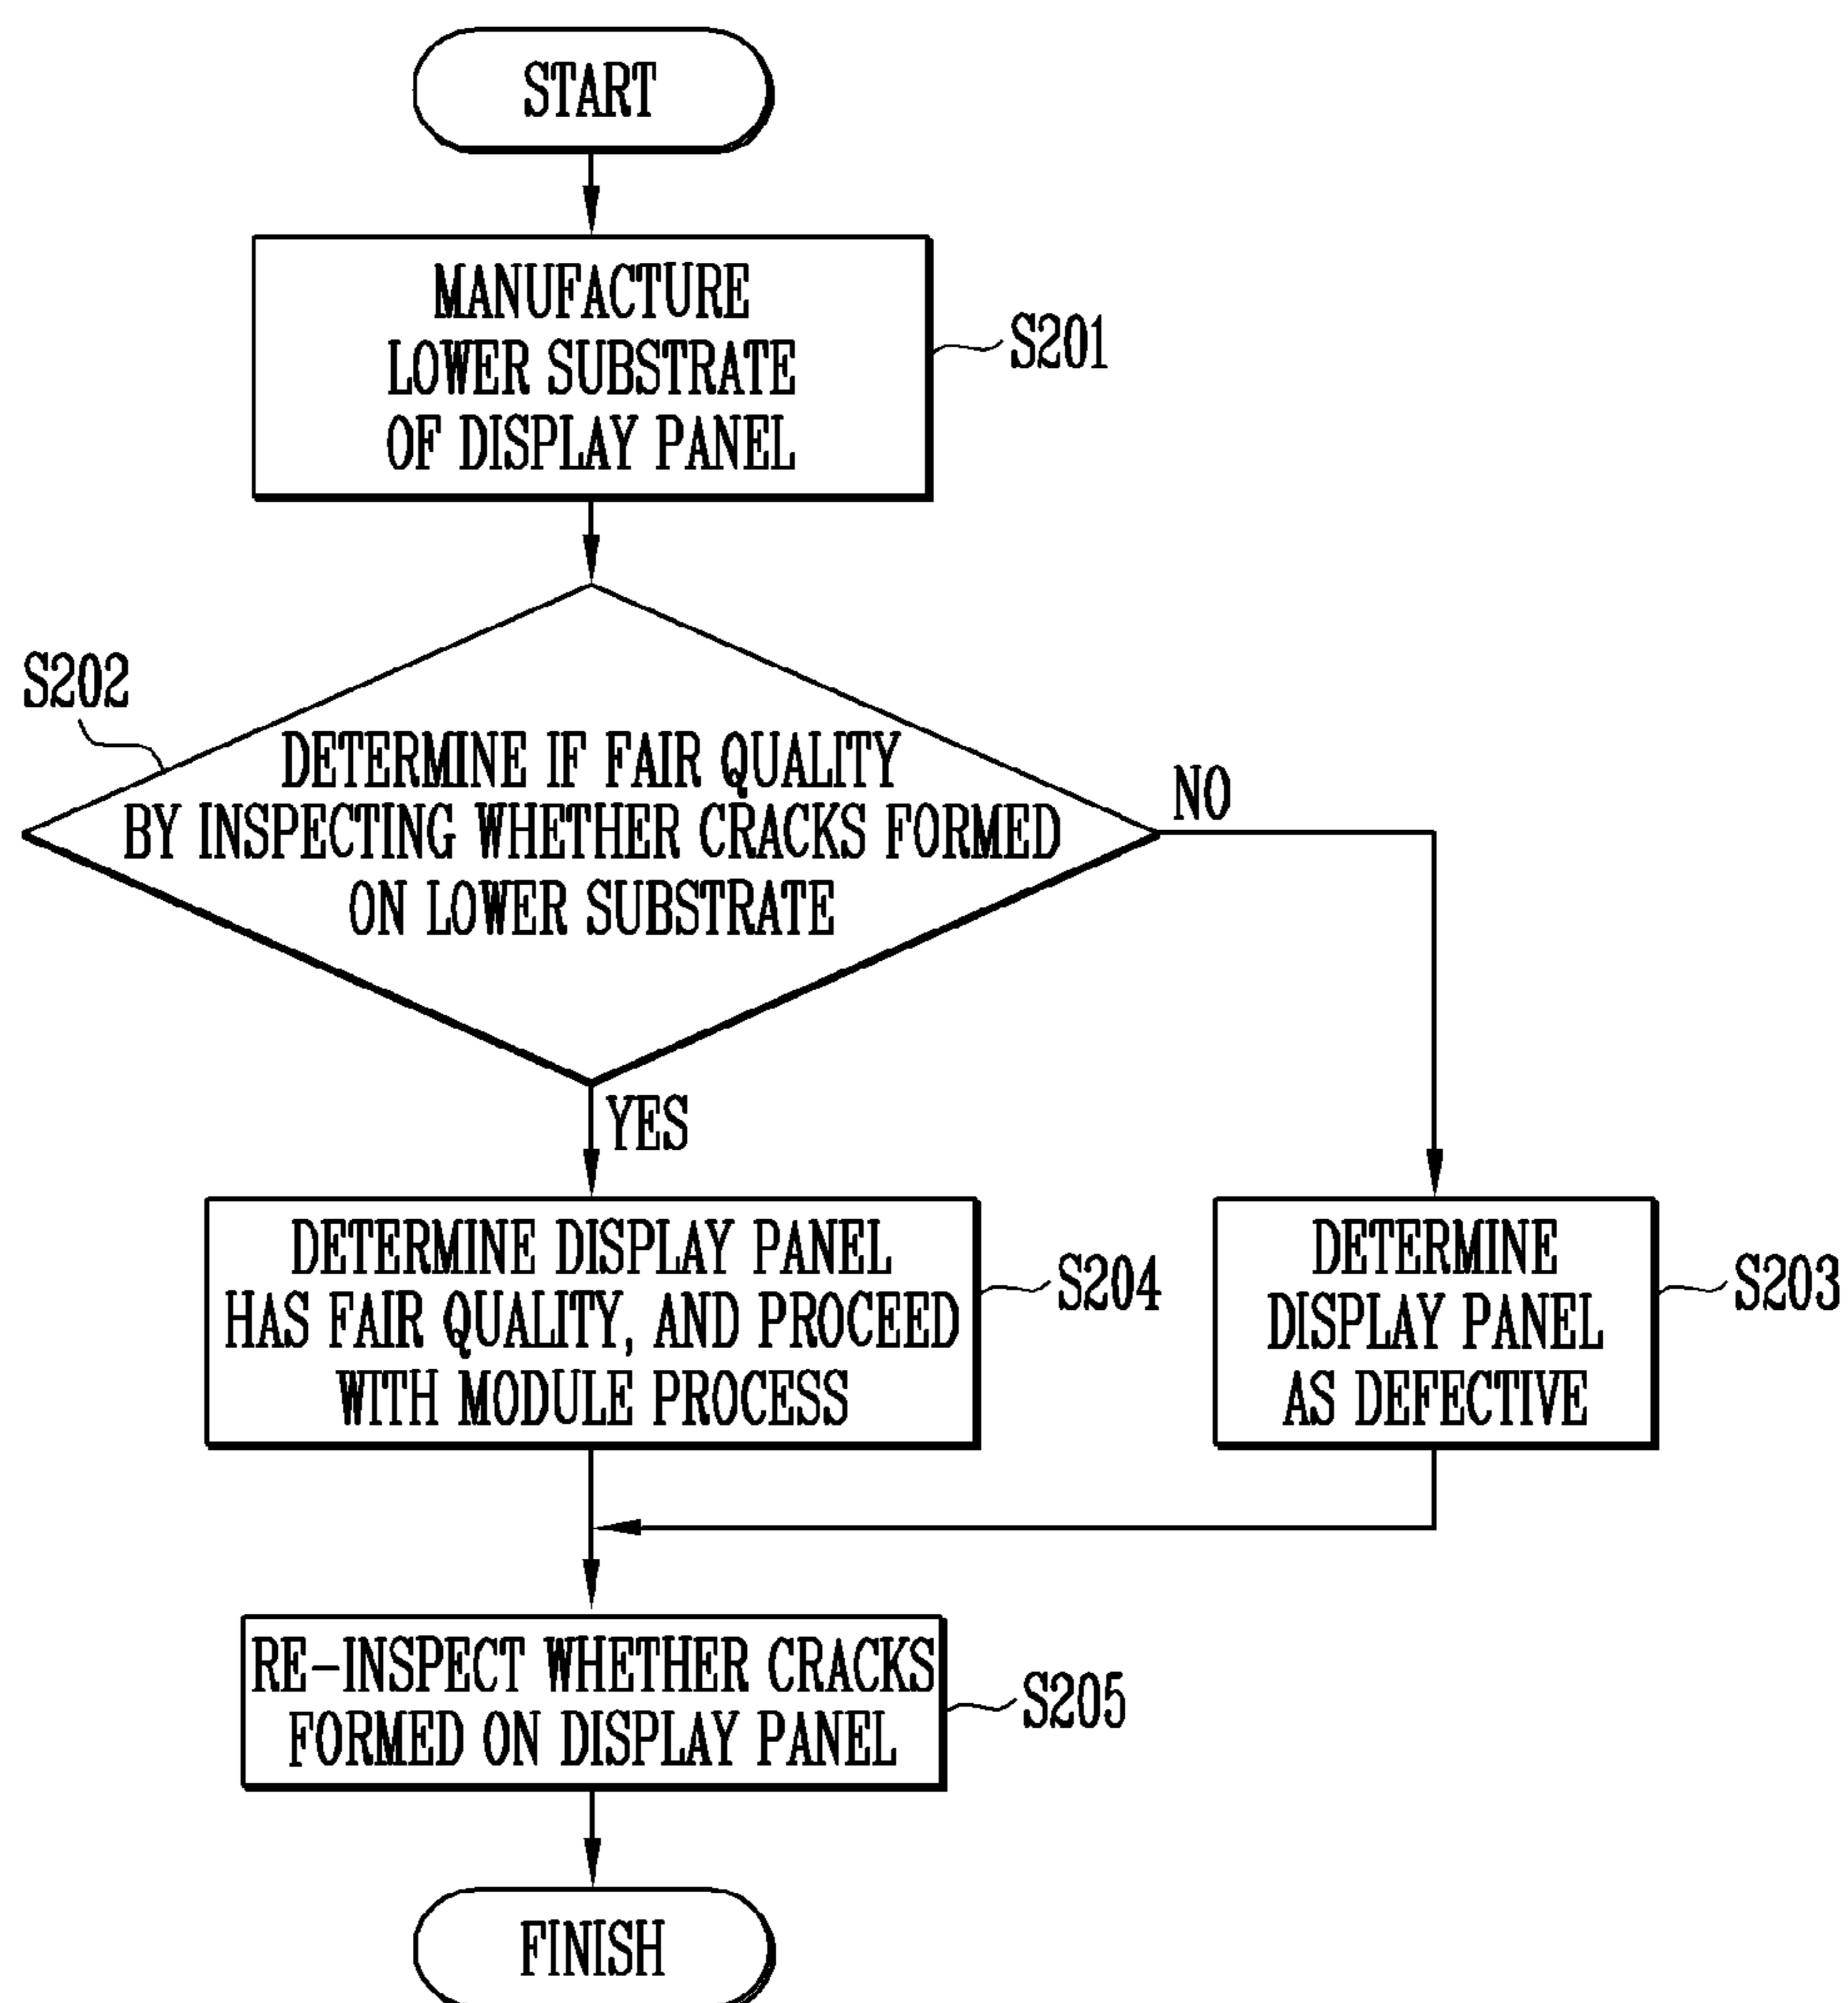 START
MANUFACTURE
LOWER SUBSTRATE
OF DISPLAY PANEL
S201
S202
DETERMINE IF FAIR QUALITY
BY INSPECTING WHETHER CRACKS FORMED
ON LOWER SUBSTRATE
NO
YES
DETERMINE DISPLAY PANEL
HAS FAIR QUALITY, AND PROCEED
WITH MODULE PROCESS
S204
DETERMINE
DISPLAY PANEL
AS DEFECTIVE
S203
RE-INSPECT WHETHER CRACKS
FORMED ON DISPLAY PANEL
S205
FINISH